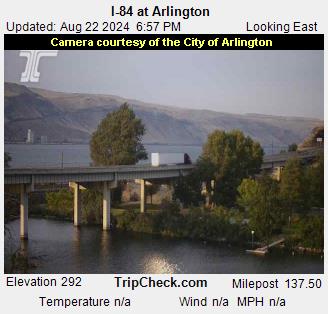 I-84 at Arlington
Updated: Aug 22 2024 6:57 PM Looking East
Camera courtesy of the City of Arlington
Elevation 292 TripCheck.com Milepost 137.50
Temperature n/a Wind n/a MPH n/a